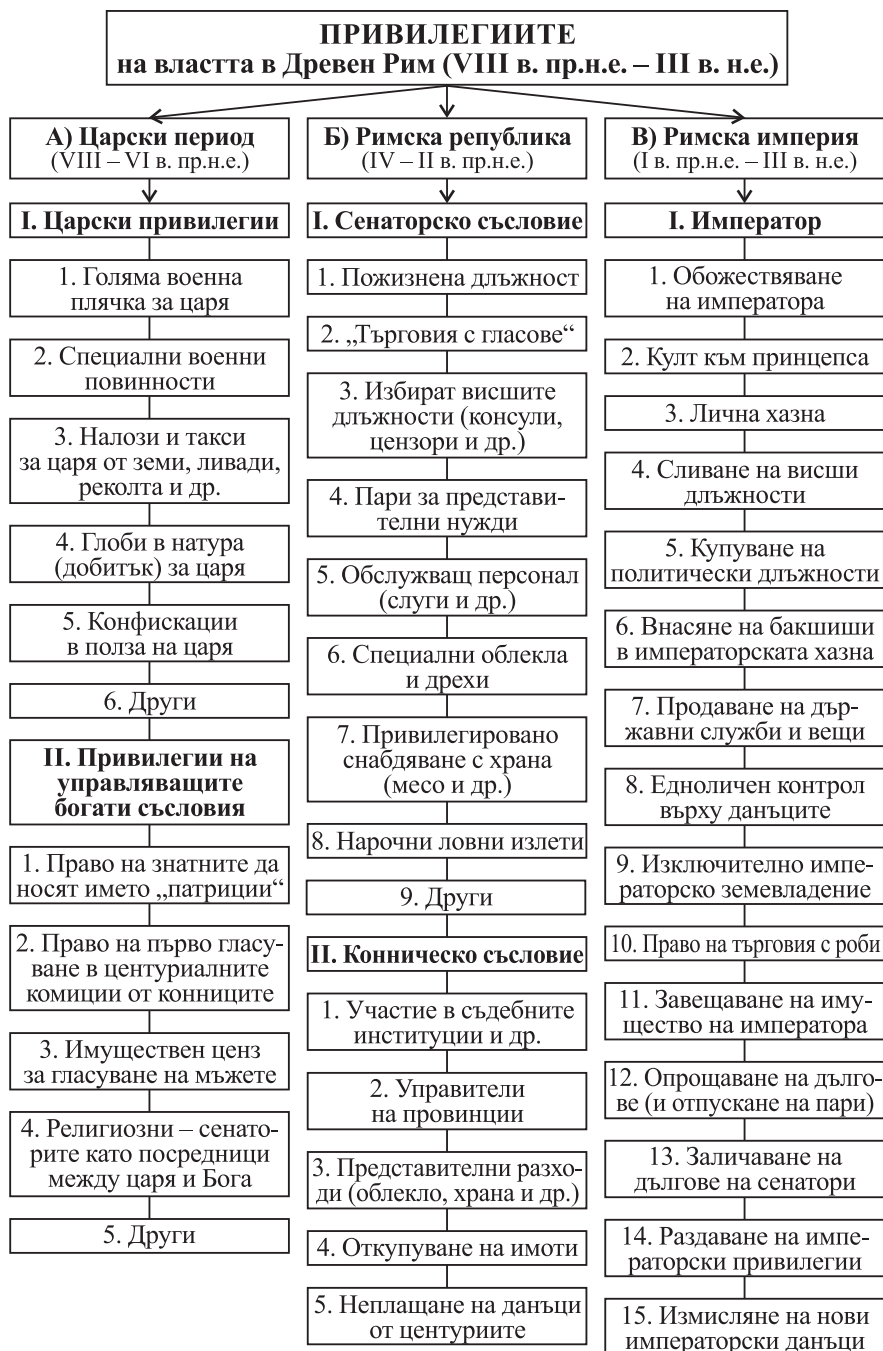 ПРИВИЛЕГИИТЕ
на властта в Древен Рим (VIII в. пр.н.е. – III в. н.е.)
А) Царски период
(VIII – VI в. пр.н.е.)
I. Царски привилегии
1. Голяма военна
плячка за царя
2. Специални военни
повинности
3. Налози и такси
за царя от земи, ливади,
реколта и др.
4. Глоби в натура
(добитък) за царя
5. Конфискации
в полза на царя
6. Други
II. Привилегии на
управляващите
богати съсловия
1. Право на знатните да
носят името „патриции“
2. Право на първо гласу-
ване в центуриалните
комиции от конниците
3. Имуществен ценз
за гласуване на мъжете
4. Религиозни – сенато-
рите като посредници
между царя и Бога
5. Други
Б) Римска република
(IV – II в. пр.н.е.)
I. Сенаторско съсловие
1. Пожизнена длъжност
2. „Търговия с гласове“
3. Избират висшите
длъжности (консули,
цензори и др.)
4. Пари за представи-
телни нужди
5. Обслужващ персонал
(слуги и др.)
6. Специални облекла
и дрехи
7. Привилегировано
снабдяване с храна
(месо и др.)
8. Нарочни ловни излети
9. Други
II. Конническо съсловие
1. Участие в съдебните
институции и др.
2. Управители
на провинции
3. Представителни разхо-
ди (облекло, храна и др.)
4. Откупуване на имоти
5. Неплащане на данъци
от центуриите
В) Римска империя
(I в. пр.н.е. – III в. н.е.)
I. Император
1. Обожествяване
на императора
2. Култ към принцепса
3. Лична хазна
4. Сливане на висши
длъжности
5. Купуване на
политически длъжности
6. Внасяне на бакшиши
в императорската хазна
7. Продаване на дър-
жавни служби и вещи
8. Едноличен контрол
върху данъците
9. Изключително импе-
раторско земевладение
10. Право на търговия с роби
11. Завещаване на иму-
щество на императора
12. Опрощаване на дълго-
ве (и отпускане на пари)
13. Заличаване на
дългове на сенатори
14. Раздаване на импе-
раторски привилегии
15. Измисляне на нови
императорски данъци